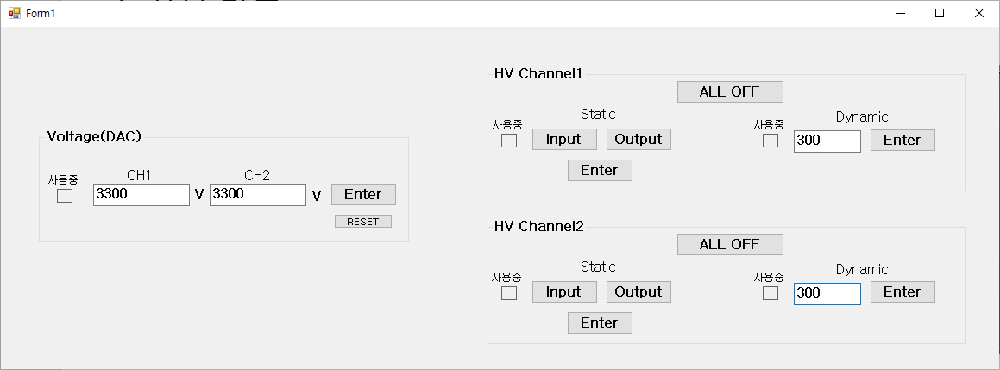 Form1
Voltage(DAC)
사용중
CH1
CH2
3300
V
3300
V
Enter
RESET
HV Channel1
ALL OFF
사용중
Static
Input
Output
Enter
사용중
Dynamic
300
Enter
HV Channel2
ALL OFF
사용중
Static
Input
Output
Enter
사용중
Dynamic
300
Enter